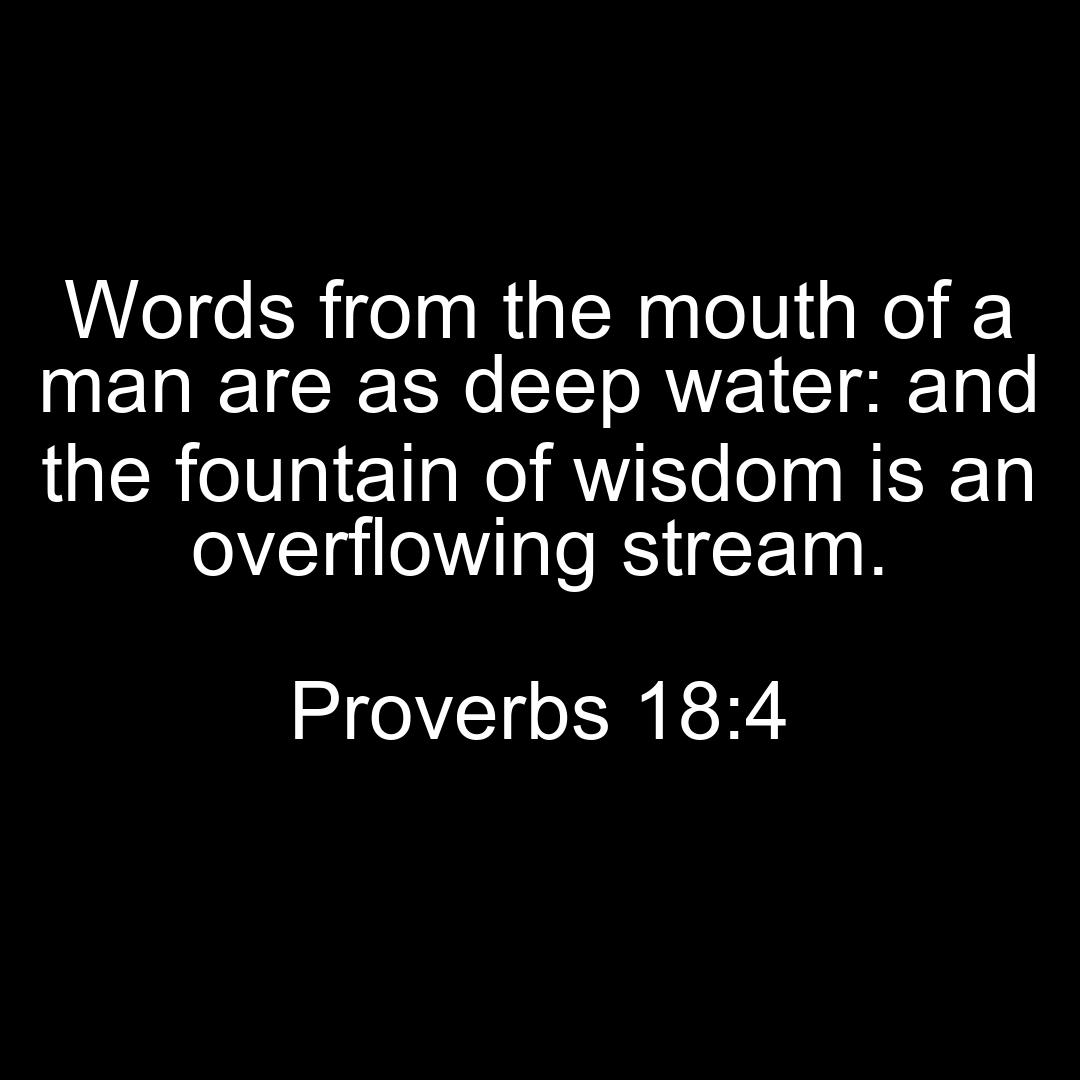 Words from the mouth of a
man are as deep water: and
the fountain of wisdom is an
overflowing stream.
Proverbs 18:4